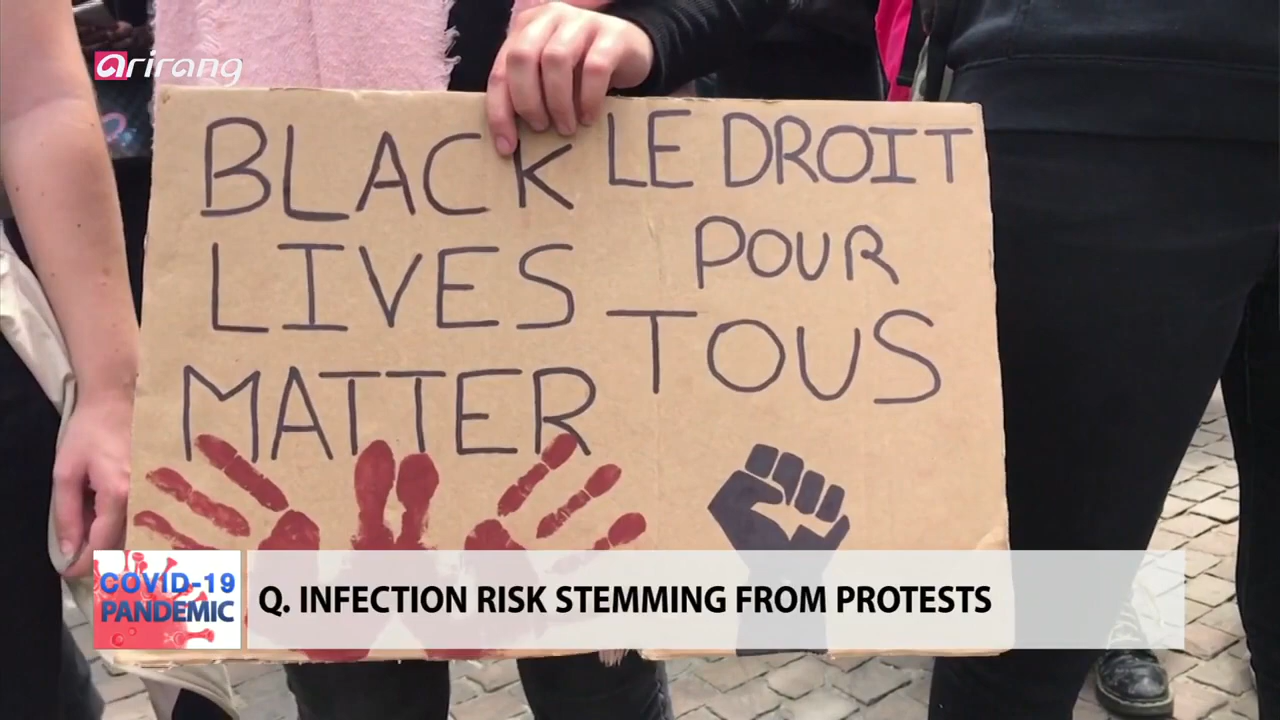 arirang
BLACK
LIVES
MATTER
LE DROIT
POUR
TOUS
COVID-19
PANDEMIC
Q. INFECTION RISK STEMMING FROM PROTESTS